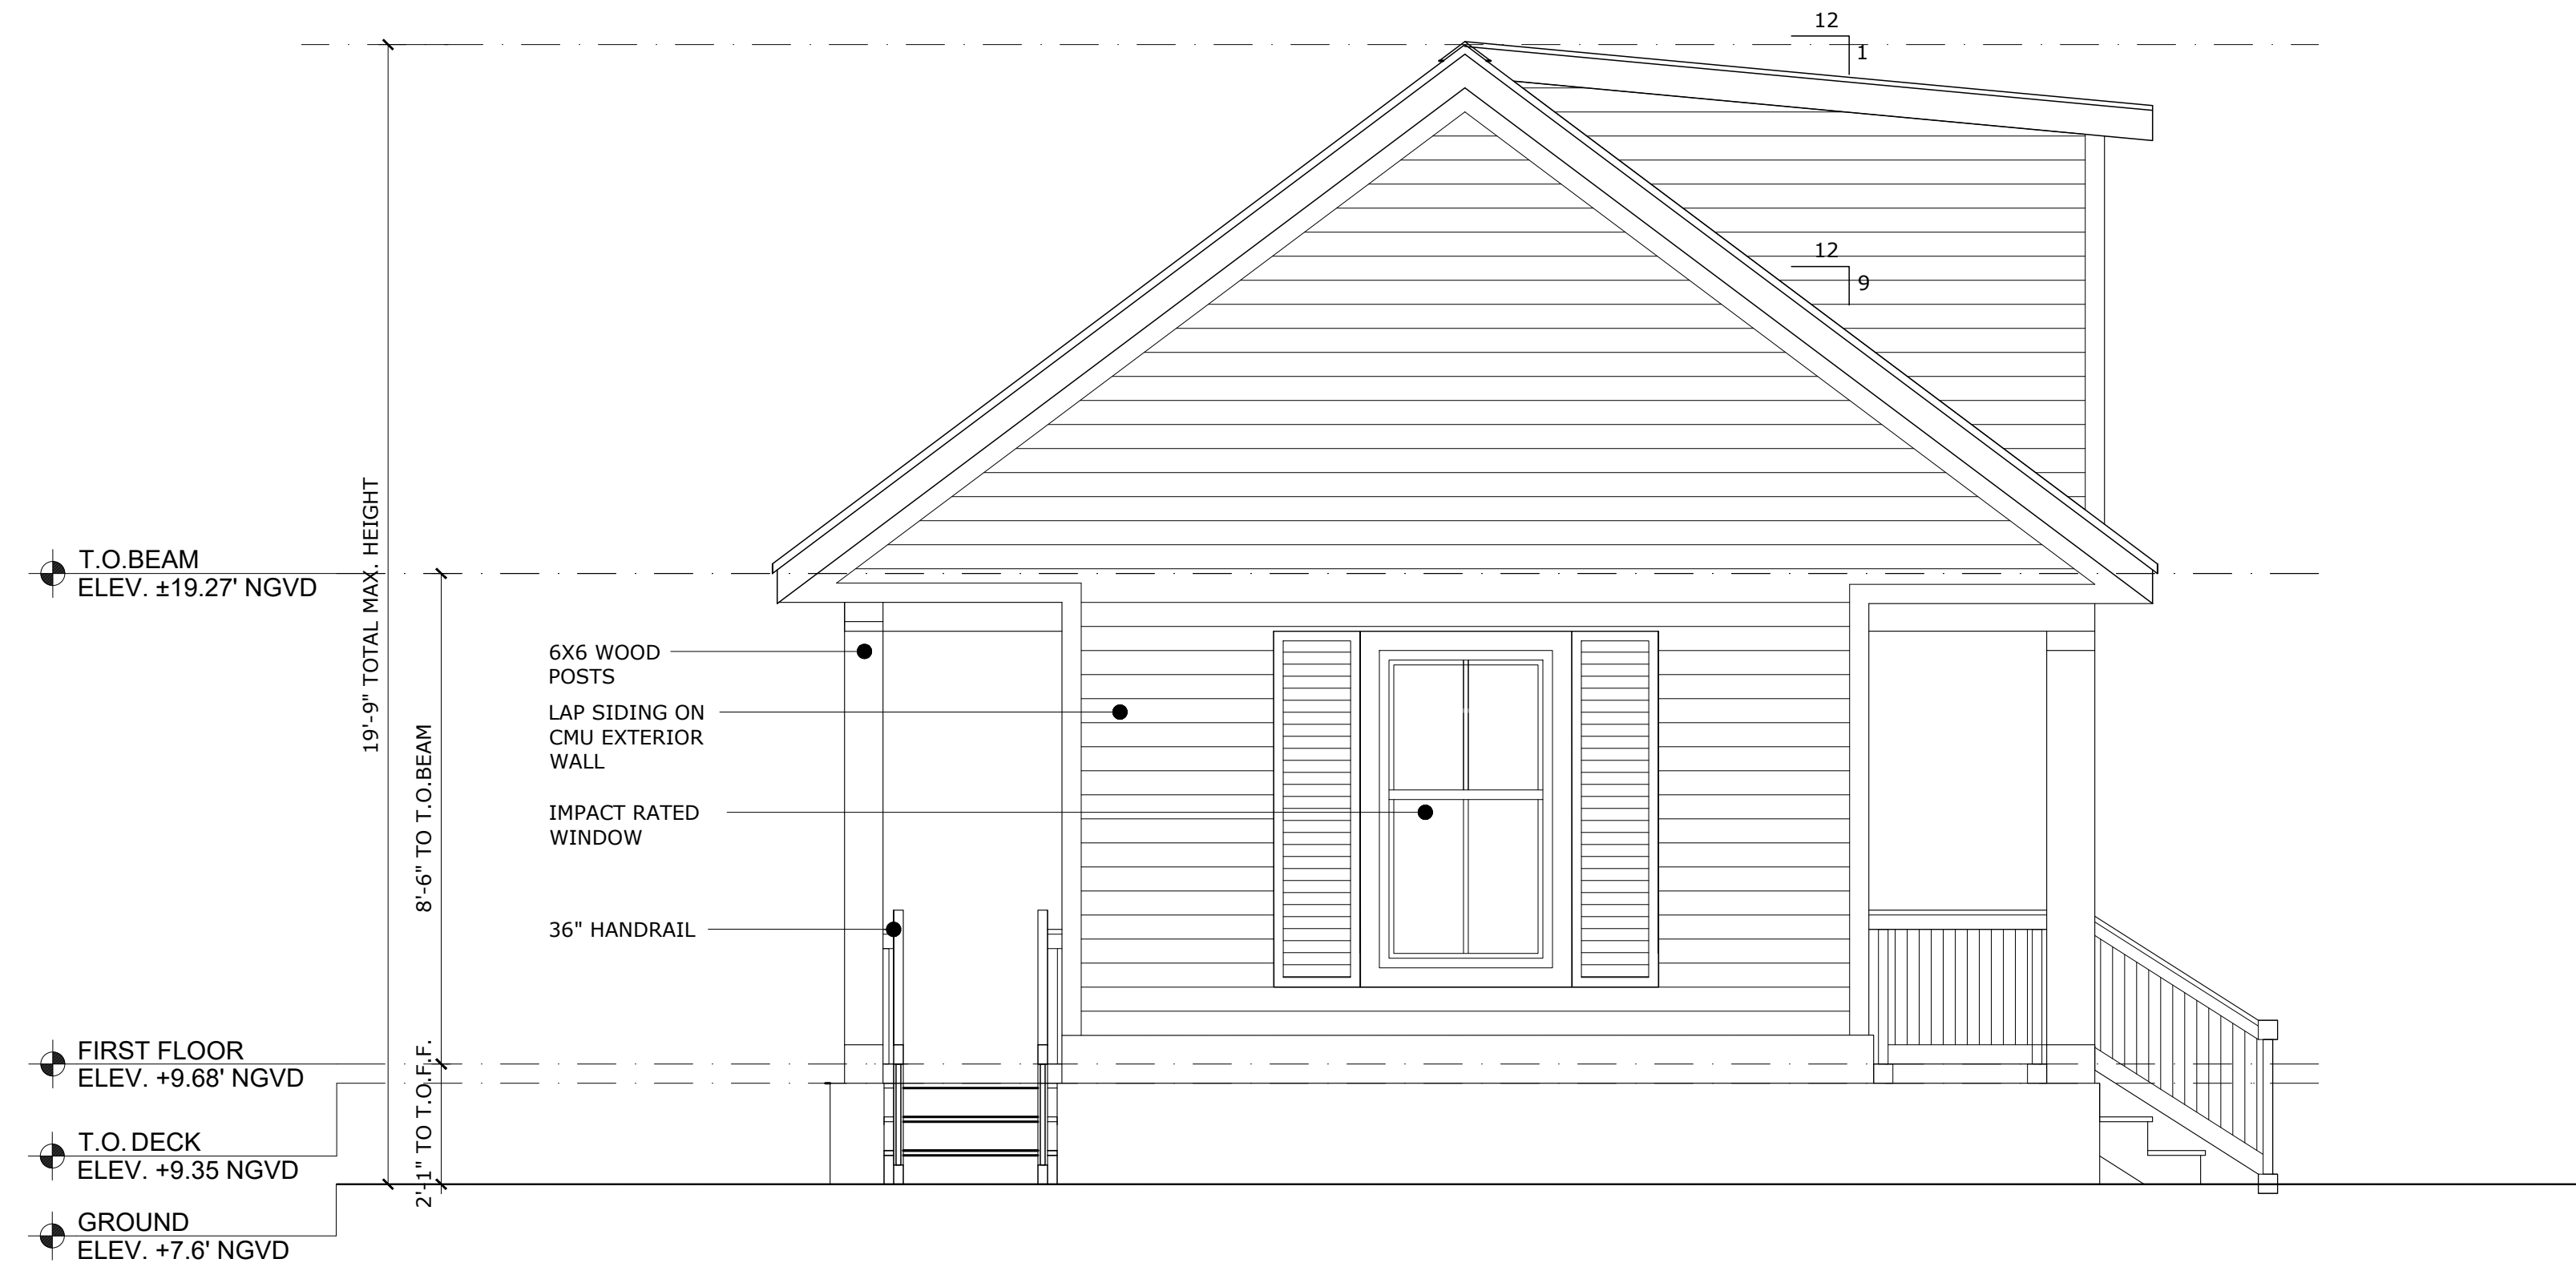 12
1
12
9
19'-9" TOTAL MAX. HEIGHT
T.O.BEAM
ELEV. ±19.27' NGVD
8'-6" TO T.O.BEAM
6X6 WOOD
POSTS
LAP SIDING ON
CMU EXTERIOR
WALL
IMPACT RATED
WINDOW
36" HANDRAIL
FIRST FLOOR
ELEV. +9.68' NGVD
2'-1" TO T.O.F.F.
T.O. DECK
ELEV. +9.35 NGVD
GROUND
ELEV. +7.6' NGVD